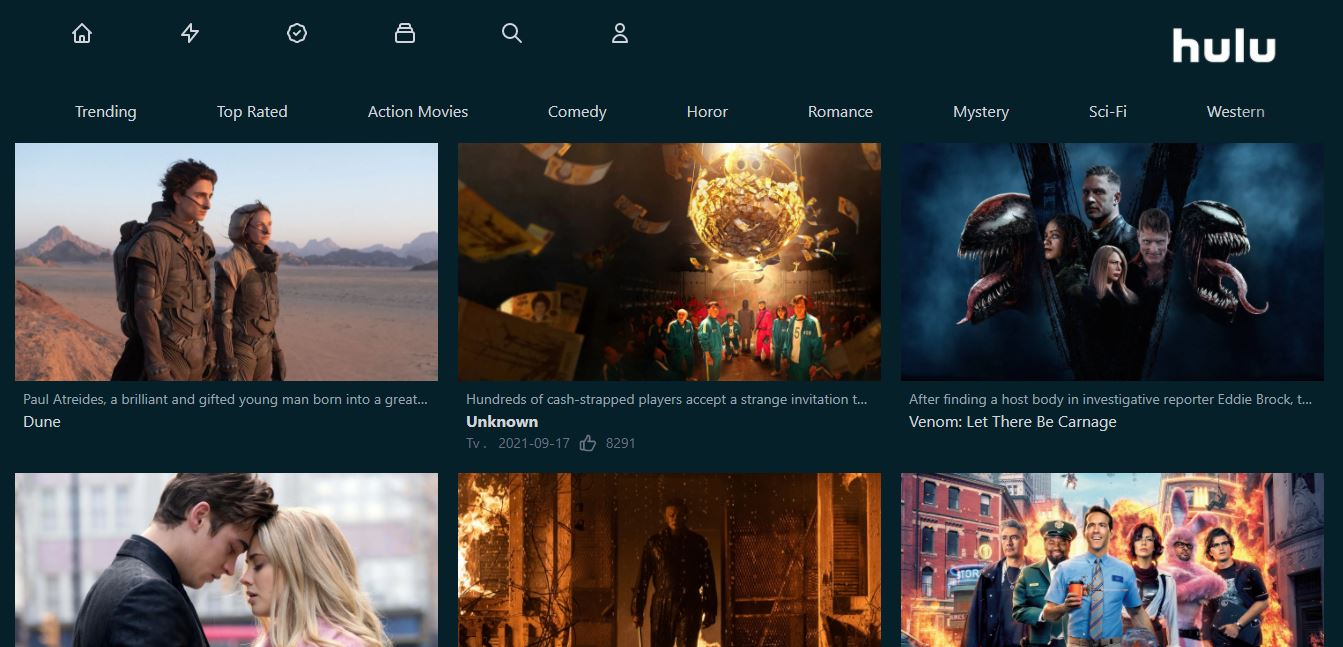 hulu
Trending Top Rated Action Movies Comedy Horor Romance Mystery Sci-Fi Western
Paul Atreides, a brilliant and gifted young man born into a great...
Dune
Hundreds of cash-strapped players accept a strange invitation t...
Unknown
Tv . 2021-09-17 8291
After finding a host body in investigative reporter Eddie Brock, t...
Venom: Let There Be Carnage
STOR